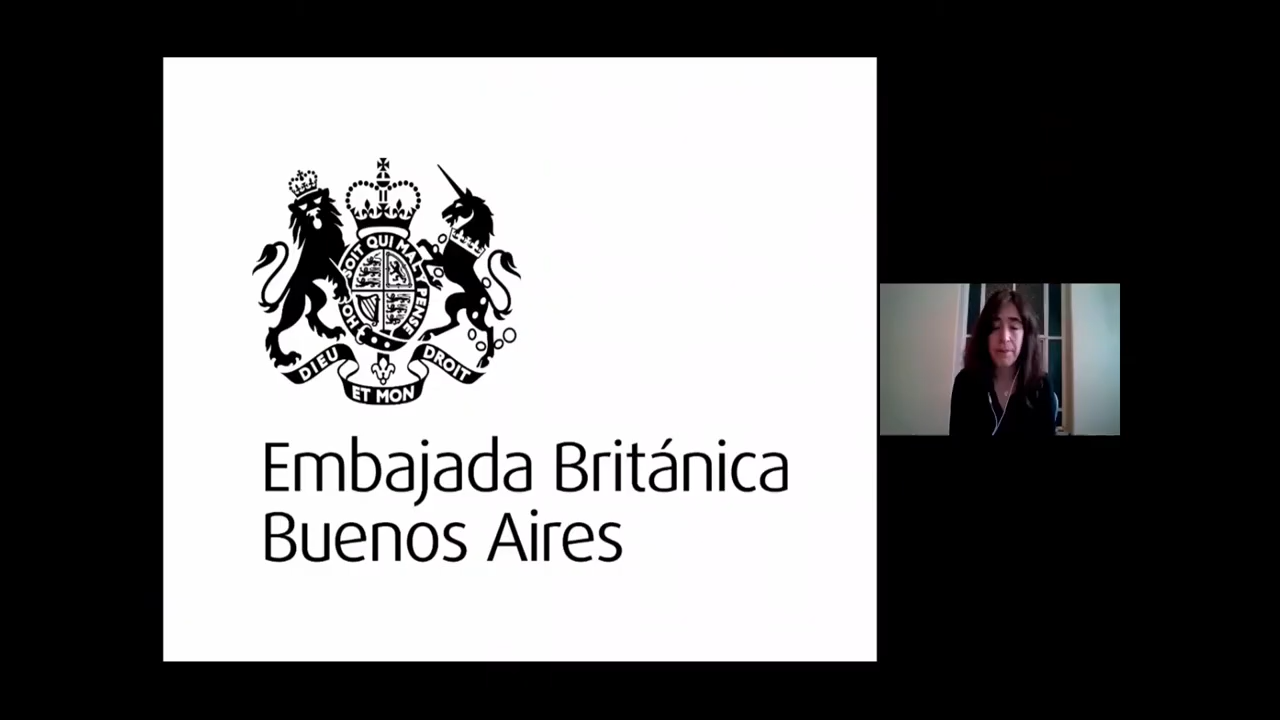 HONI SOIT QUI MAL Y PENSE
DIEU ET MON DROIT
Embajada Británica
Buenos Aires